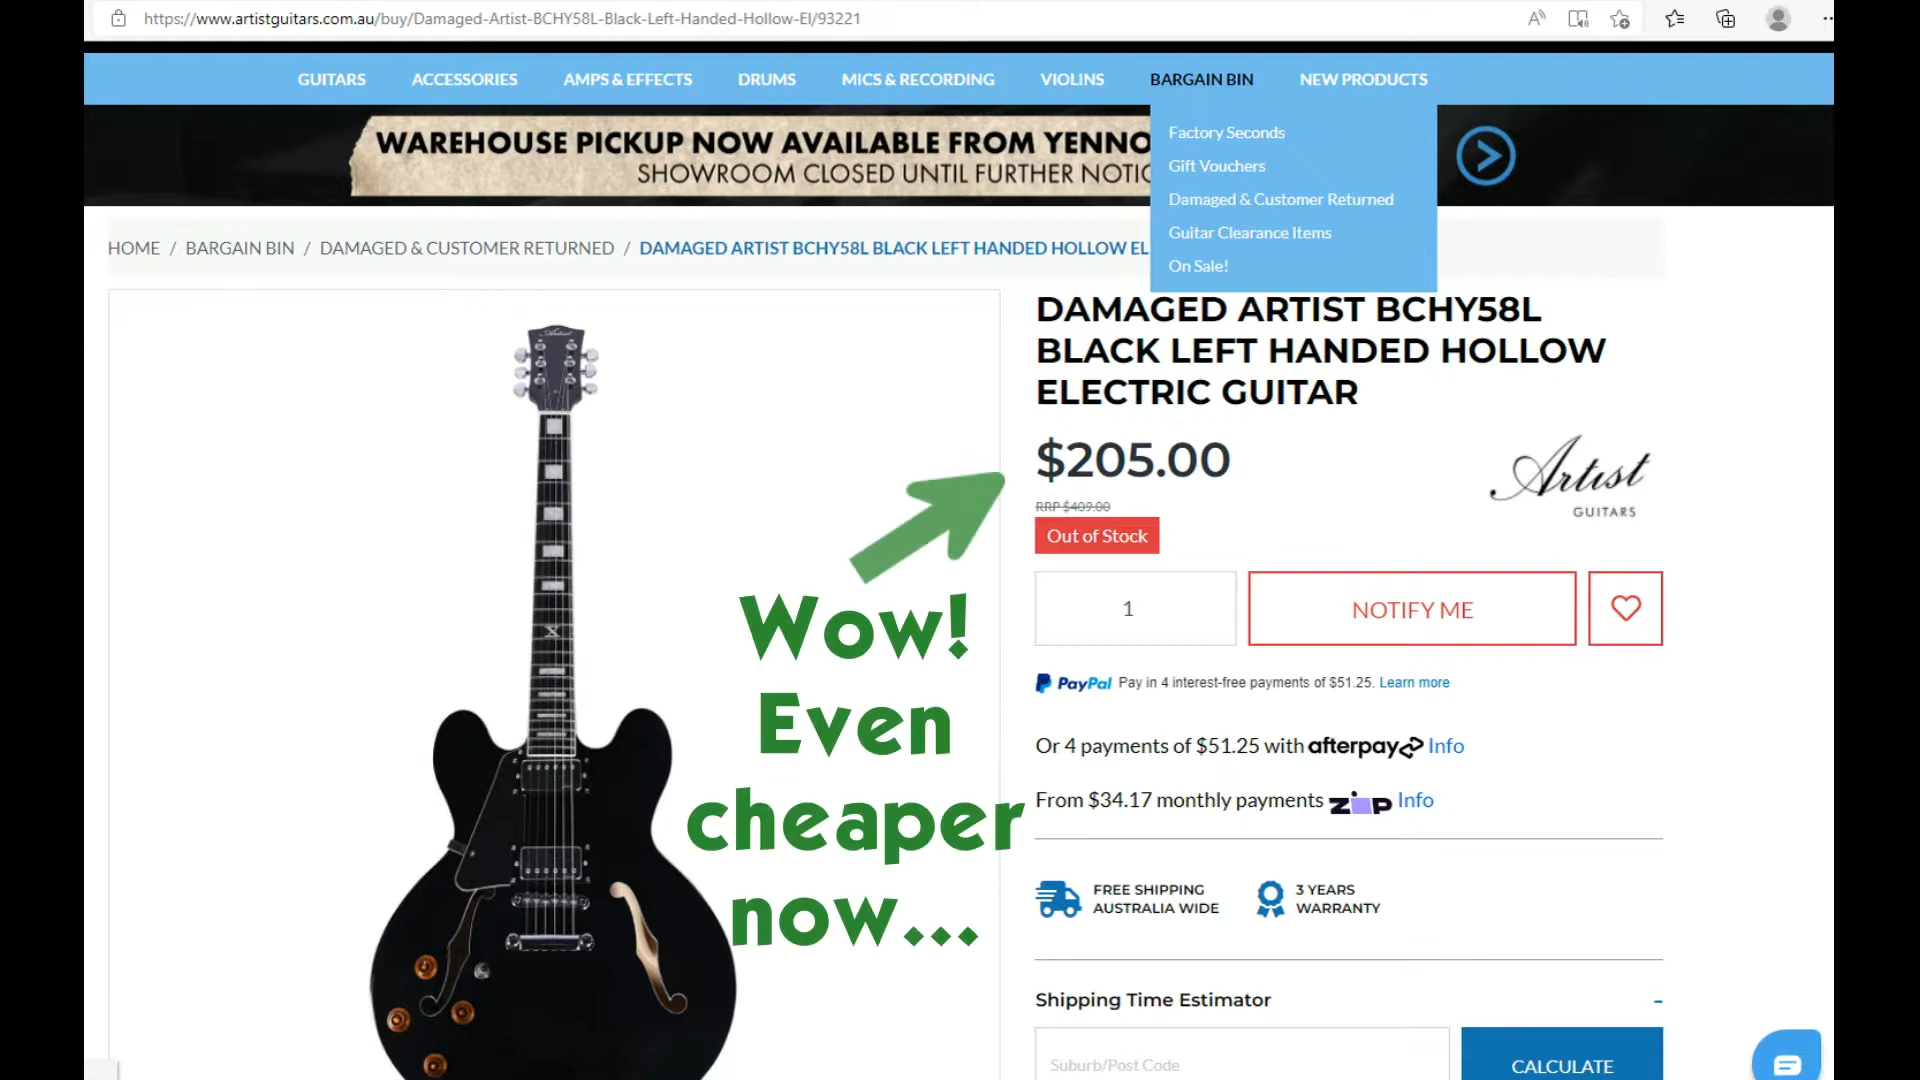 https://www.artistguitars.com.au/buy/Damaged-Artist-BCHY58L-Black-Left-Handed-Hollow-El/93221
GUITARS ACCESSORIES AMPS & EFFECTS DRUMS MICS & RECORDING VIOLINS BARGAIN BIN NEW PRODUCTS
WAREHOUSE PICKUP NOW AVAILABLE FROM YENNO
SHOWROOM CLOSED UNTIL FURTHER NOTIC
Factory Seconds
Gift Vouchers
Damaged & Customer Returned
Guitar Clearance Items
On Sale!
HOME / BARGAIN BIN / DAMAGED & CUSTOMER RETURNED / DAMAGED ARTIST BCHY58L BLACK LEFT HANDED HOLLOW EL
DAMAGED ARTIST BCHY58L
BLACK LEFT HANDED HOLLOW
ELECTRIC GUITAR
$205.00
RRP $409.00
Out of Stock
Artist
GUITARS
1
NOTIFY ME
PayPal Pay in 4 interest-free payments of $51.25. Learn more
Or 4 payments of $51.25 with afterpay Info
From $34.17 monthly payments zip Info
FREE SHIPPING
AUSTRALIA WIDE
3 YEARS
WARRANTY
Shipping Time Estimator -
Suburb/Post Code
CALCULATE
Artist
Wow!
Even
cheaper
now...